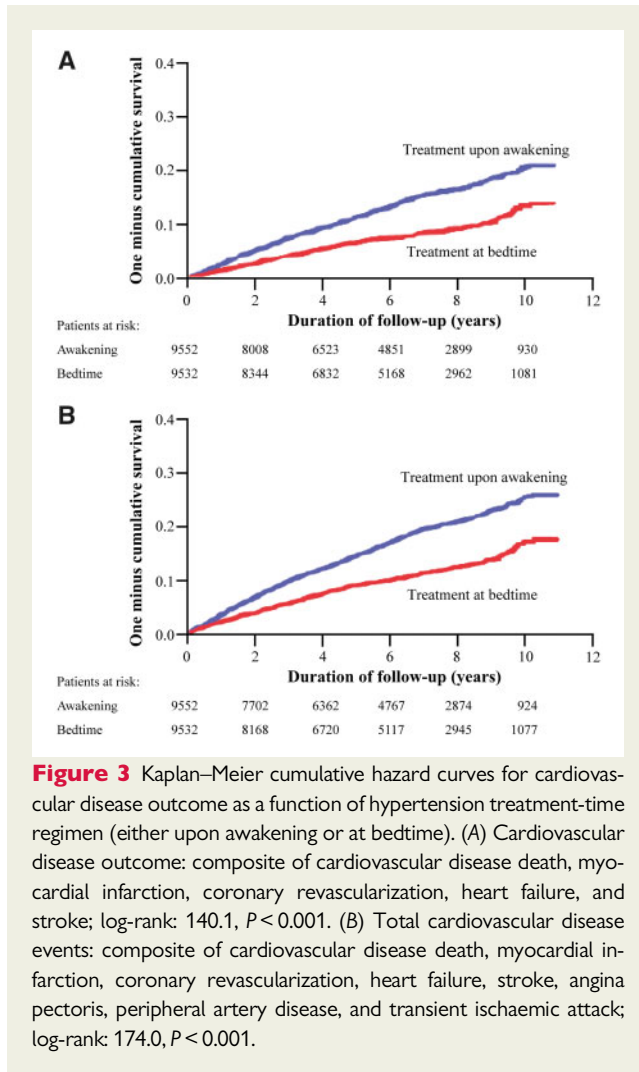 A
One minus cumulative survival
0.4
0.3
0.2
0.1
0.0
Treatment upon awakening
Treatment at bedtime
0 2 4 6 8 10 12
Patients at risk: Duration of follow-up (years)
Awakening 9552 8008 6523 4851 2899 930
Bedtime 9532 8344 6832 5168 2962 1081
B
One minus cumulative survival
0.4
0.3
0.2
0.1
0.0
Treatment upon awakening
Treatment at bedtime
0 2 4 6 8 10 12
Patients at risk: Duration of follow-up (years)
Awakening 9552 7702 6362 4767 2874 924
Bedtime 9532 8168 6720 5117 2945 1077
Figure 3 Kaplan–Meier cumulative hazard curves for cardiovas-
cular disease outcome as a function of hypertension treatment-time
regimen (either upon awakening or at bedtime). (A) Cardiovascular
disease outcome: composite of cardiovascular disease death, myo-
cardial infarction, coronary revascularization, heart failure, and
stroke; log-rank: 140.1, P < 0.001. (B) Total cardiovascular disease
events: composite of cardiovascular disease death, myocardial in-
farction, coronary revascularization, heart failure, stroke, angina
pectoris, peripheral artery disease, and transient ischaemic attack;
log-rank: 174.0, P < 0.001.